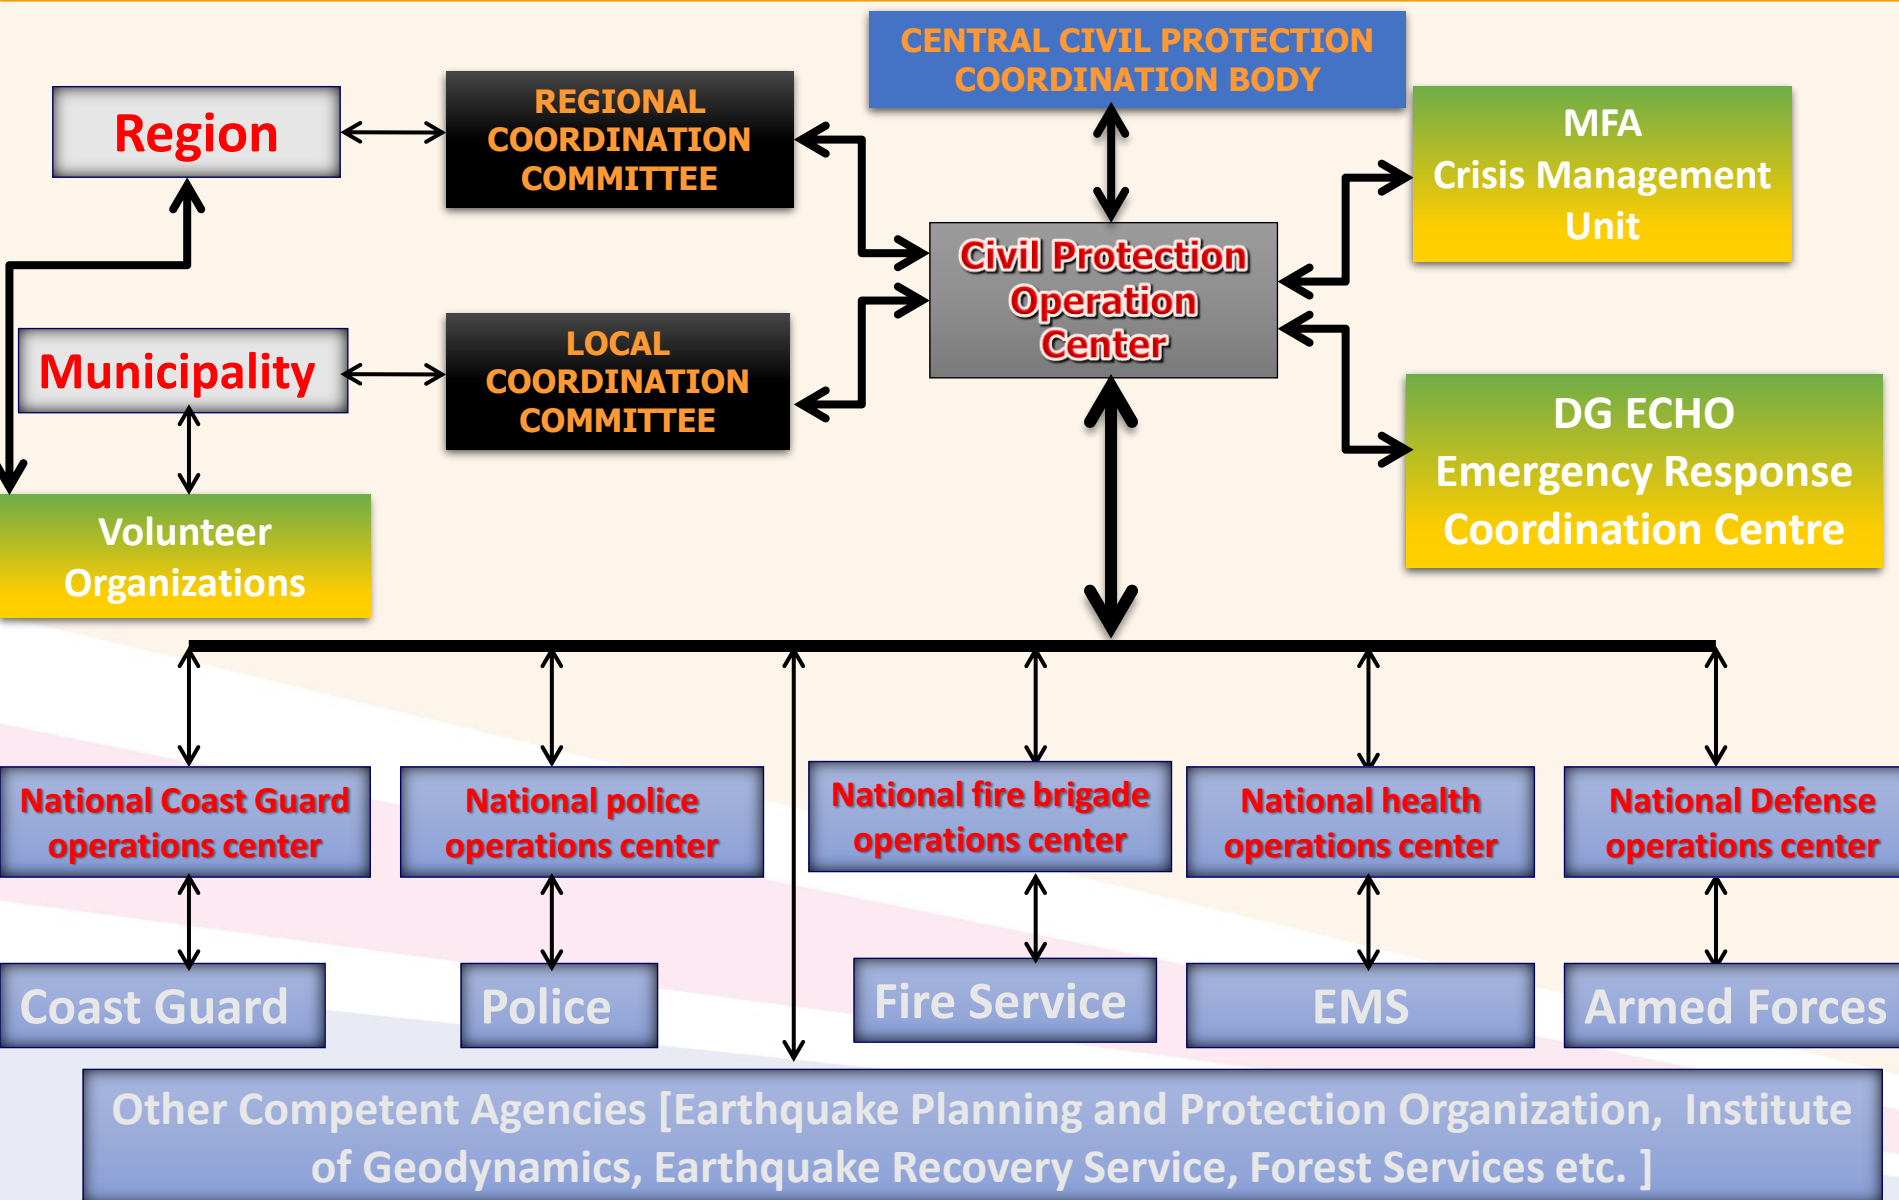 CENTRAL CIVIL PROTECTION
COORDINATION BODY
Region
REGIONAL
COORDINATION
COMMITTEE
MFA
Crisis Management
Unit
Civil Protection
Operation
Center
Municipality
LOCAL
COORDINATION
COMMITTEE
DG ECHO
Emergency Response
Coordination Centre
Volunteer
Organizations
National Coast Guard
operations center
National police
operations center
National fire brigade
operations center
National health
operations center
National Defense
operations center
Coast Guard
Police
Fire Service
EMS
Armed Forces
Other Competent Agencies [Earthquake Planning and Protection Organization, Institute
of Geodynamics, Earthquake Recovery Service, Forest Services etc. ]